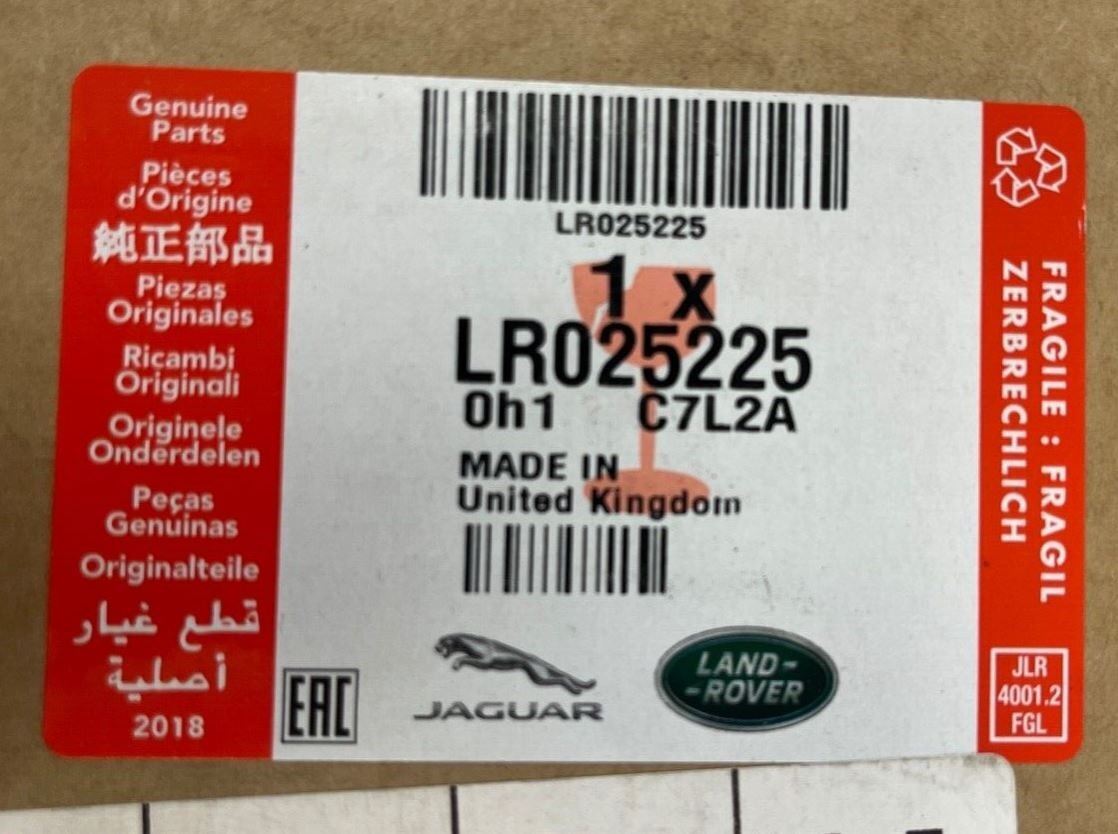 Genuine
Parts
Pièces
d'Origine
純正部品
Piezas
Originales
Ricambi
Originali
Originele
Onderdelen
Peças
Genuinas
Originalteile
قطع غيار
أصلية
2018
LR025225
1 x
LR025225
0h1 C7L2A
MADE IN
United Kingdom
EAC
JAGUAR
LAND-
-ROVER
FRAGILE : FRAGIL
ZERBRECHLICH
JLR
4001.2
FGL